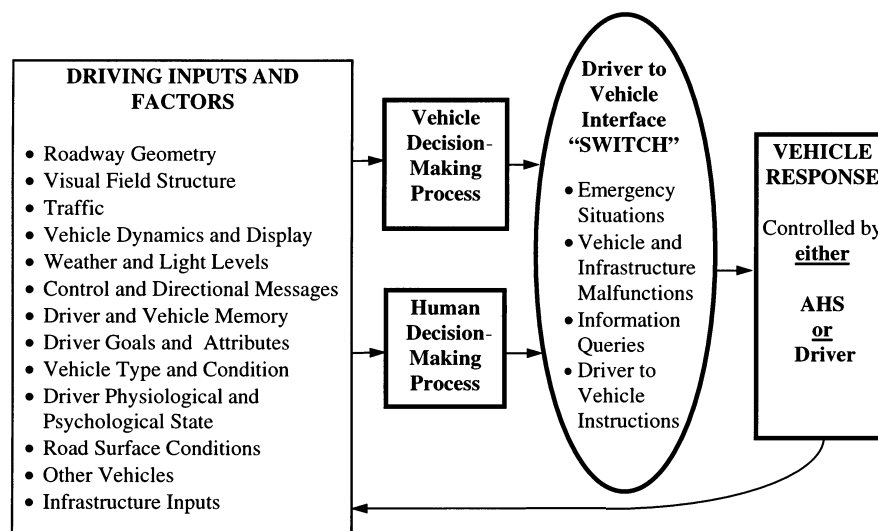 DRIVING INPUTS AND
FACTORS
• Roadway Geometry
• Visual Field Structure
• Traffic
• Vehicle Dynamics and Display
• Weather and Light Levels
• Control and Directional Messages
• Driver and Vehicle Memory
• Driver Goals and Attributes
• Vehicle Type and Condition
• Driver Physiological and
Psychological State
• Road Surface Conditions
• Other Vehicles
• Infrastructure Inputs
Vehicle
Decision-
Making
Process
Human
Decision-
Making
Process
Driver to
Vehicle
Interface
“SWITCH”
• Emergency
Situations
• Vehicle and
Infrastructure
Malfunctions
• Information
Queries
• Driver to
Vehicle
Instructions
VEHICLE
RESPONSE
Controlled by
either
AHS
or
Driver